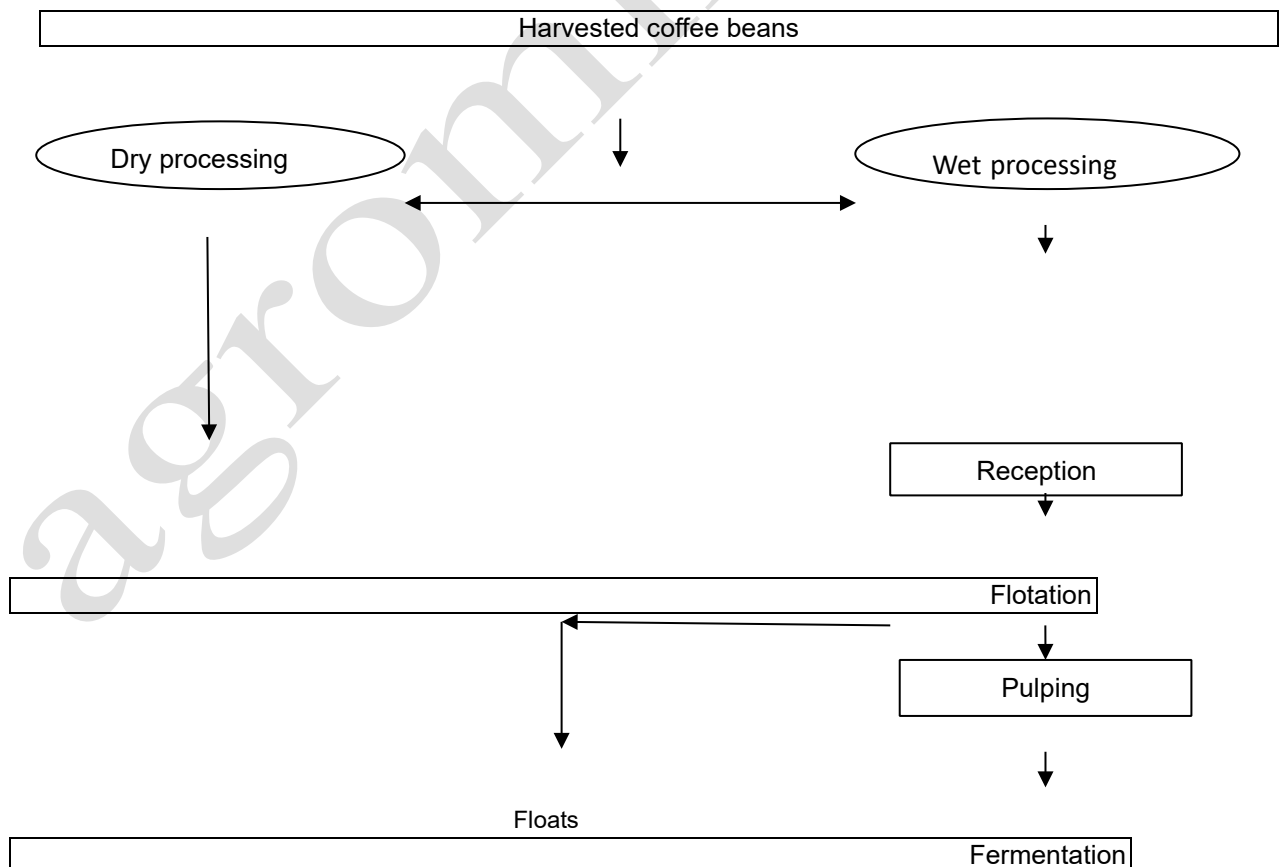 Harvested coffee beans
Dry processing
Wet processing
Reception
Flotation
Pulping
Floats
Fermentation